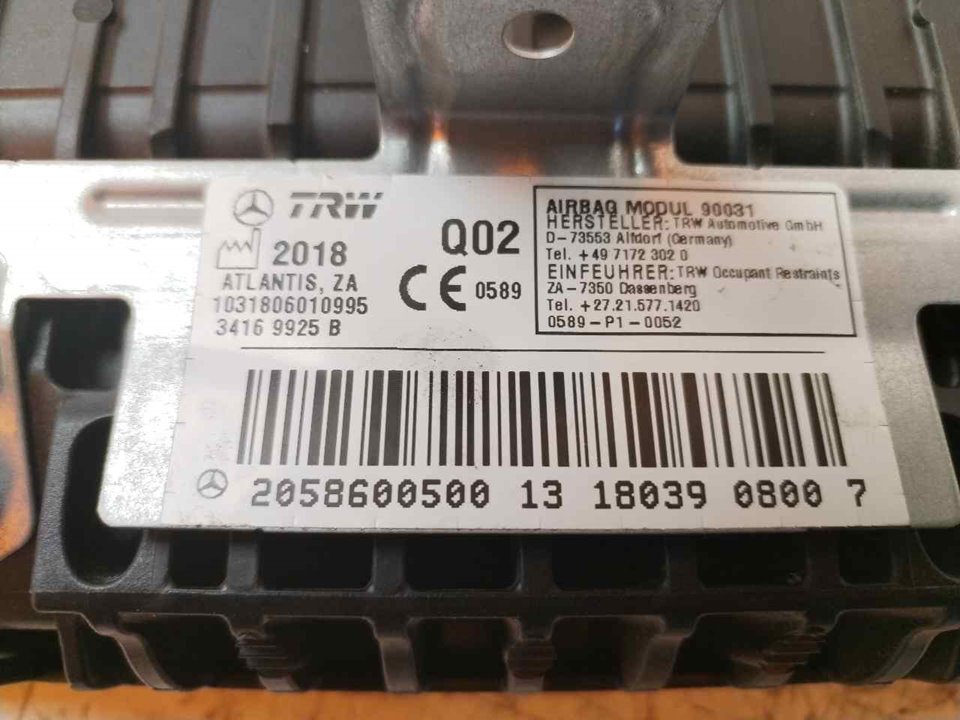 TRW
2018
ATLANTIS, ZA
1031806010995
3416 9925 B
Q02
CE 0589
AIRBAG MODUL 90031
HERSTELLER: TRW Automotive GmbH
D-73553 Alfdorf (Germany)
Tel. +49 7172 302 0
EINFEUHRER: TRW Occupant Restraints
ZA-7350 Dassenberg
Tel. +27.21.577.1420
0589-P1-0052
2058600500 13 180390 0800 7